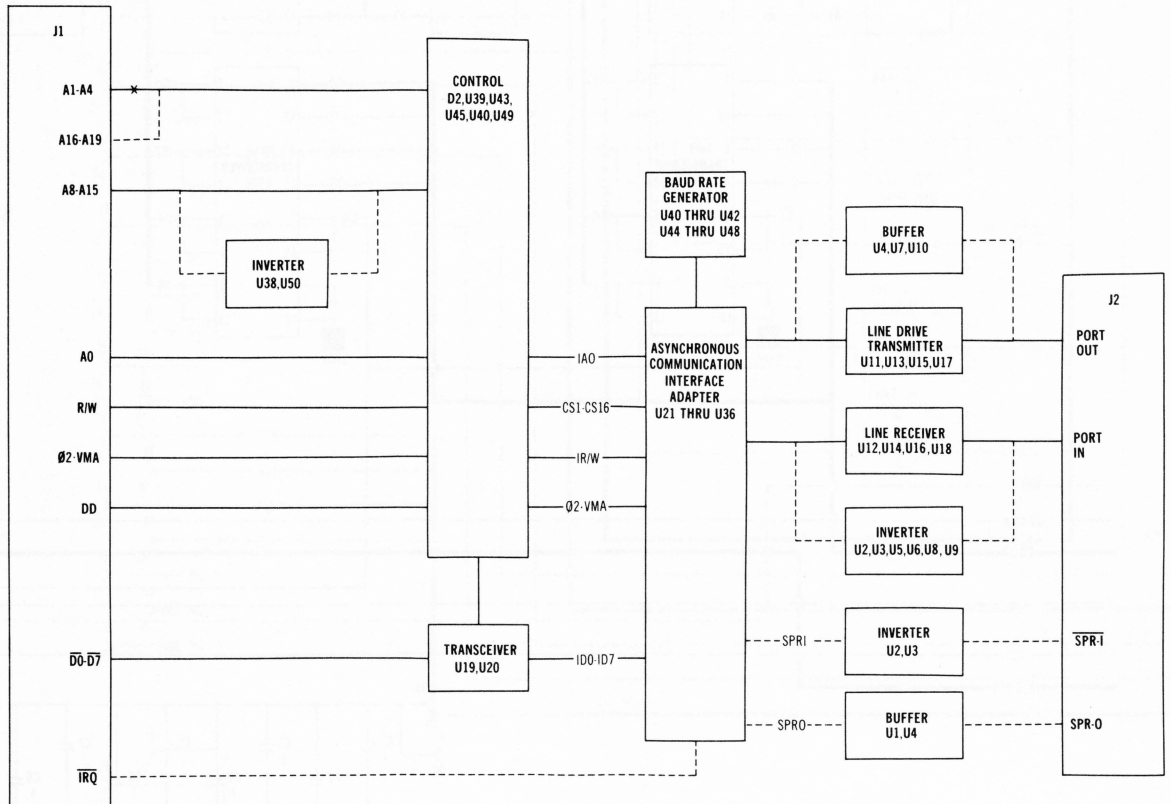 J1
A1-A4
A16-A19
A8-A15
A0
R/W
Ø2·VMA
DD
D0-D7
IRQ
INVERTER
U38,U50
CONTROL
D2,U39,U43,
U45,U40,U49
TRANSCEIVER
U19,U20
IA0
CS1-CS16
IR/W
Ø2·VMA
ID0-ID7
BAUD RATE
GENERATOR
U40 THRU U42
U44 THRU U48
ASYNCHRONOUS
COMMUNICATION
INTERFACE
ADAPTER
U21 THRU U36
BUFFER
U4,U7,U10
LINE DRIVE
TRANSMITTER
U11,U13,U15,U17
LINE RECEIVER
U12,U14,U16,U18
INVERTER
U2,U3,U5,U6,U8,U9
SPRI
INVERTER
U2,U3
SPRO
BUFFER
U1,U4
J2
PORT
OUT
PORT
IN
SPR-I
SPR-O